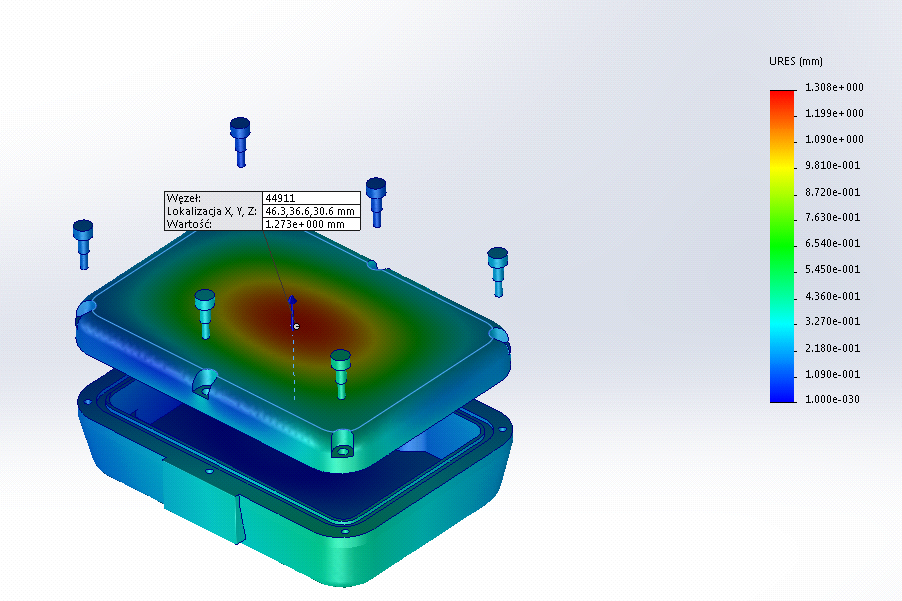 URES (mm)
1.308e+000
1.199e+000
1.090e+000
9.810e-001
8.720e-001
7.630e-001
6.540e-001
5.450e-001
4.360e-001
3.270e-001
2.180e-001
1.090e-001
1.000e-030
Węzeł: 44911
Lokalizacja X, Y, Z: 46.3,36.6,30.6 mm
Wartość: 1.273e+000 mm